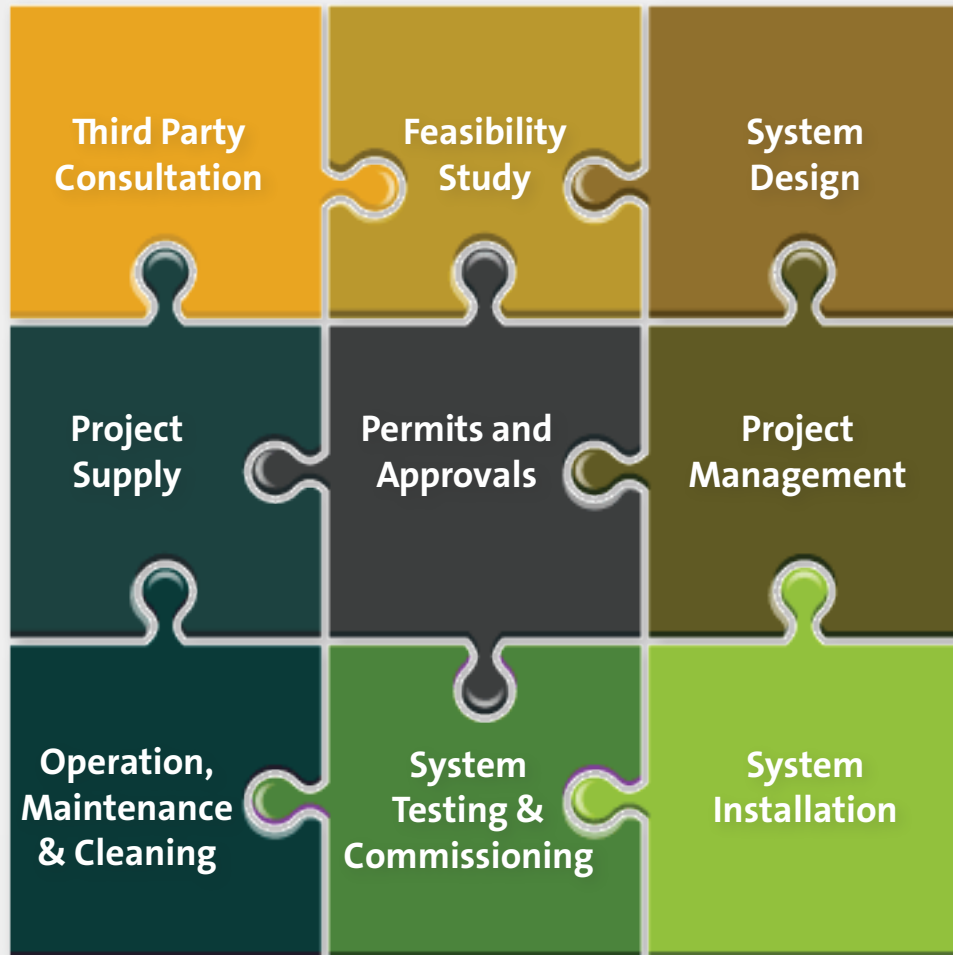 Third Party
Consultation
Feasibility
Study
System
Design
Project
Supply
Permits and
Approvals
Project
Management
Operation,
Maintenance
& Cleaning
System
Testing &
Commissioning
System
Installation